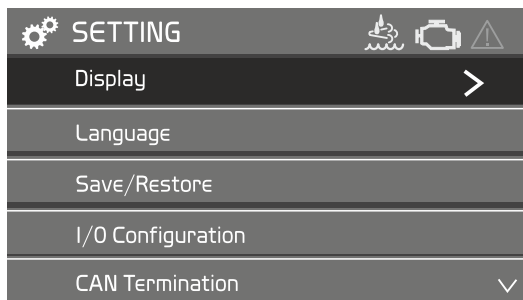 SETTING
Display
Language
Save/Restore
I/O Configuration
CAN Termination